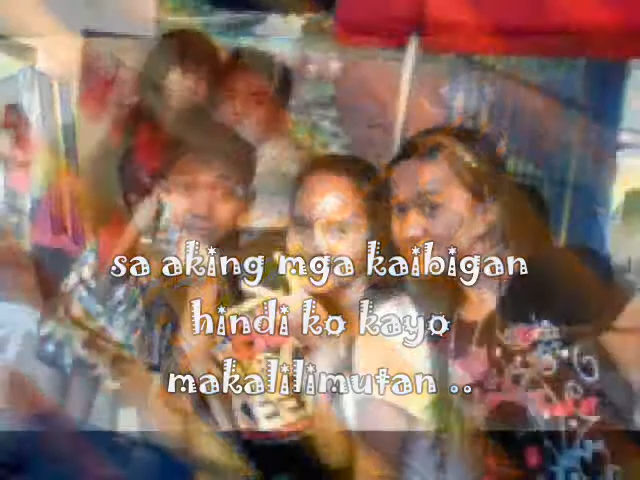 sa aking mga kaibigan
hindi ko kayo
makalilimutan ..